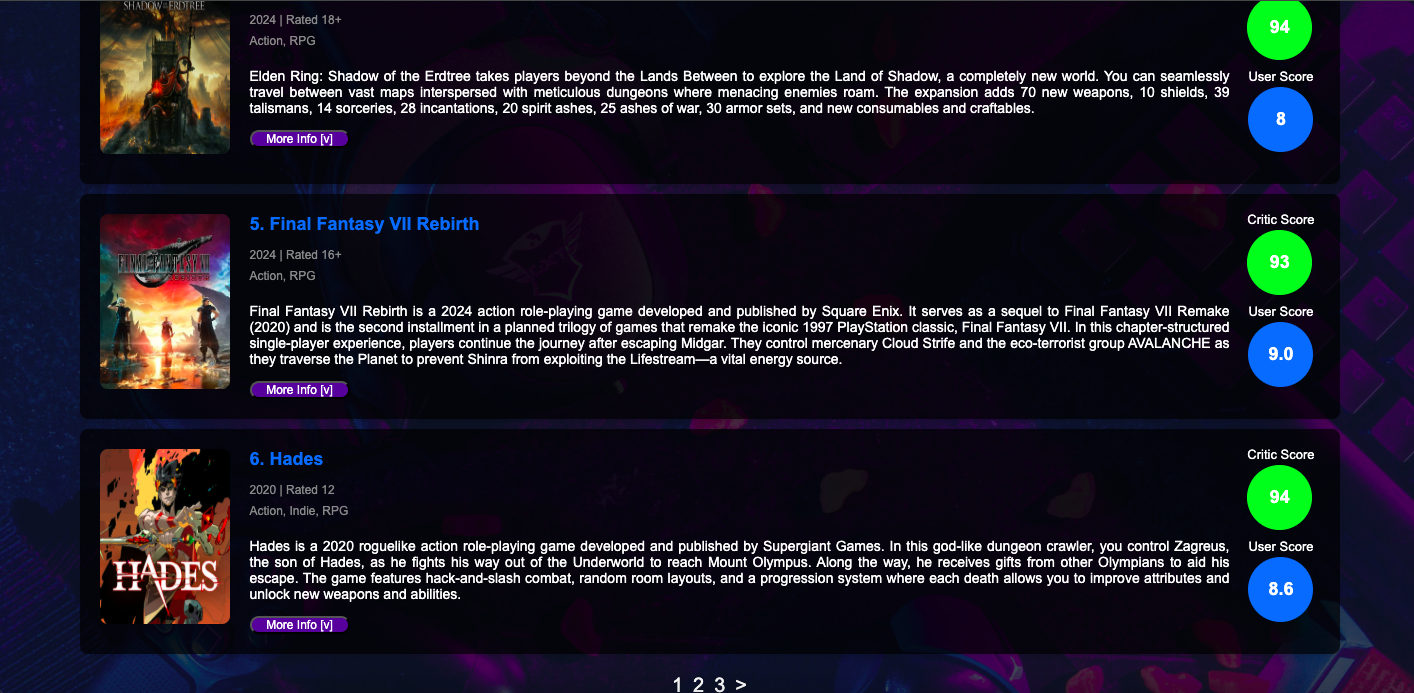 SHADOW OF THE ERDTREE
2024 | Rated 18+
Action, RPG
94
Elden Ring: Shadow of the Erdtree takes players beyond the Lands Between to explore the Land of Shadow, a completely new world. You can seamlessly
travel between vast maps interspersed with meticulous dungeons where menacing enemies roam. The expansion adds 70 new weapons, 10 shields, 39
talismans, 14 sorceries, 28 incantations, 20 spirit ashes, 25 ashes of war, 30 armor sets, and new consumables and craftables.
User Score
8
More Info [v]
FINAL FANTASY VII
REBIRTH
5. Final Fantasy VII Rebirth
2024 | Rated 16+
Action, RPG
Critic Score
93
Final Fantasy VII Rebirth is a 2024 action role-playing game developed and published by Square Enix. It serves as a sequel to Final Fantasy VII Remake
(2020) and is the second installment in a planned trilogy of games that remake the iconic 1997 PlayStation classic, Final Fantasy VII. In this chapter-structured
single-player experience, players continue the journey after escaping Midgar. They control mercenary Cloud Strife and the eco-terrorist group AVALANCHE as
they traverse the Planet to prevent Shinra from exploiting the Lifestream—a vital energy source.
User Score
9.0
More Info [v]
HADES
6. Hades
2020 | Rated 12
Action, Indie, RPG
Critic Score
94
Hades is a 2020 roguelike action role-playing game developed and published by Supergiant Games. In this god-like dungeon crawler, you control Zagreus,
the son of Hades, as he fights his way out of the Underworld to reach Mount Olympus. Along the way, he receives gifts from other Olympians to aid his
escape. The game features hack-and-slash combat, random room layouts, and a progression system where each death allows you to improve attributes and
unlock new weapons and abilities.
User Score
8.6
More Info [v]
1 2 3 >